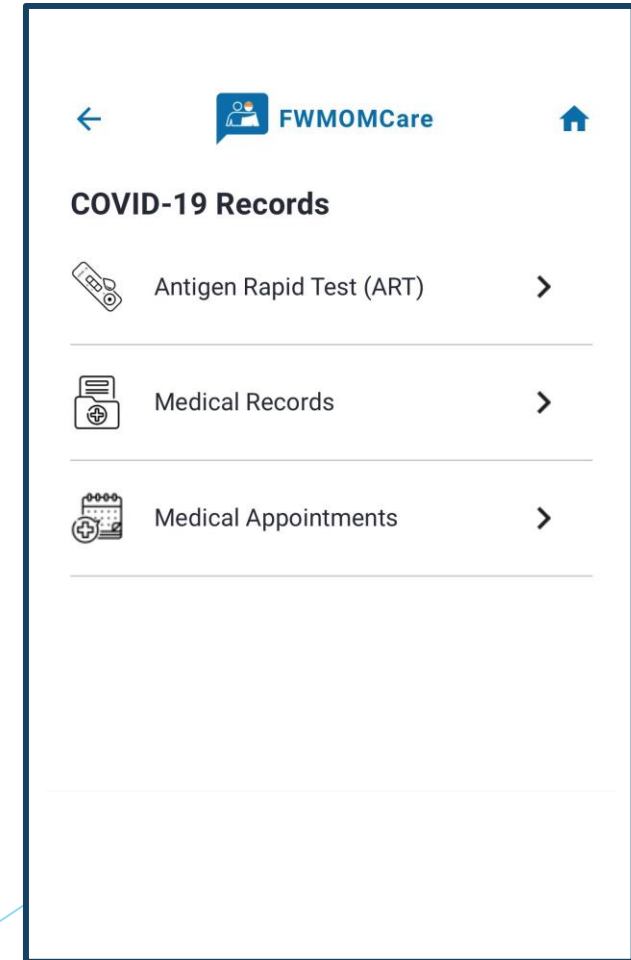 FWMOMCare
COVID-19 Records
Antigen Rapid Test (ART)
Medical Records
Medical Appointments